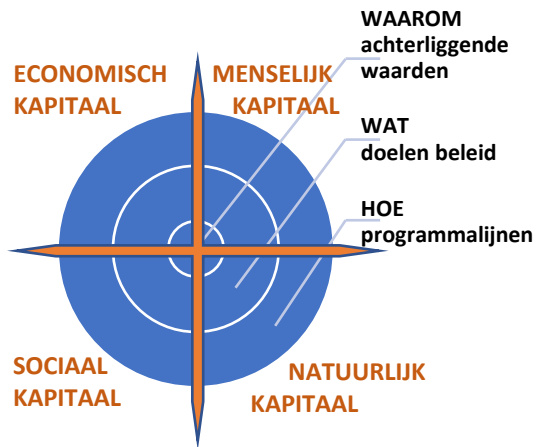 WAAROM
achterliggende
waarden
ECONOMISCH
KAPITAAL
MENSELIJK
KAPITAAL
WAT
doelen beleid
HOE
programmalijnen
SOCIAAL
KAPITAAL
NATUURLIJK
KAPITAAL